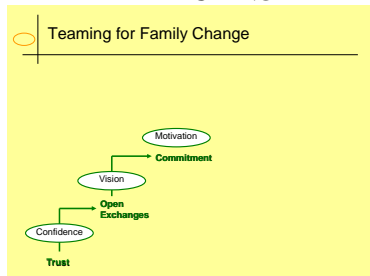 Teaming for Family Change
Motivation
Commitment
Vision
Open
Exchanges
Confidence
Trust